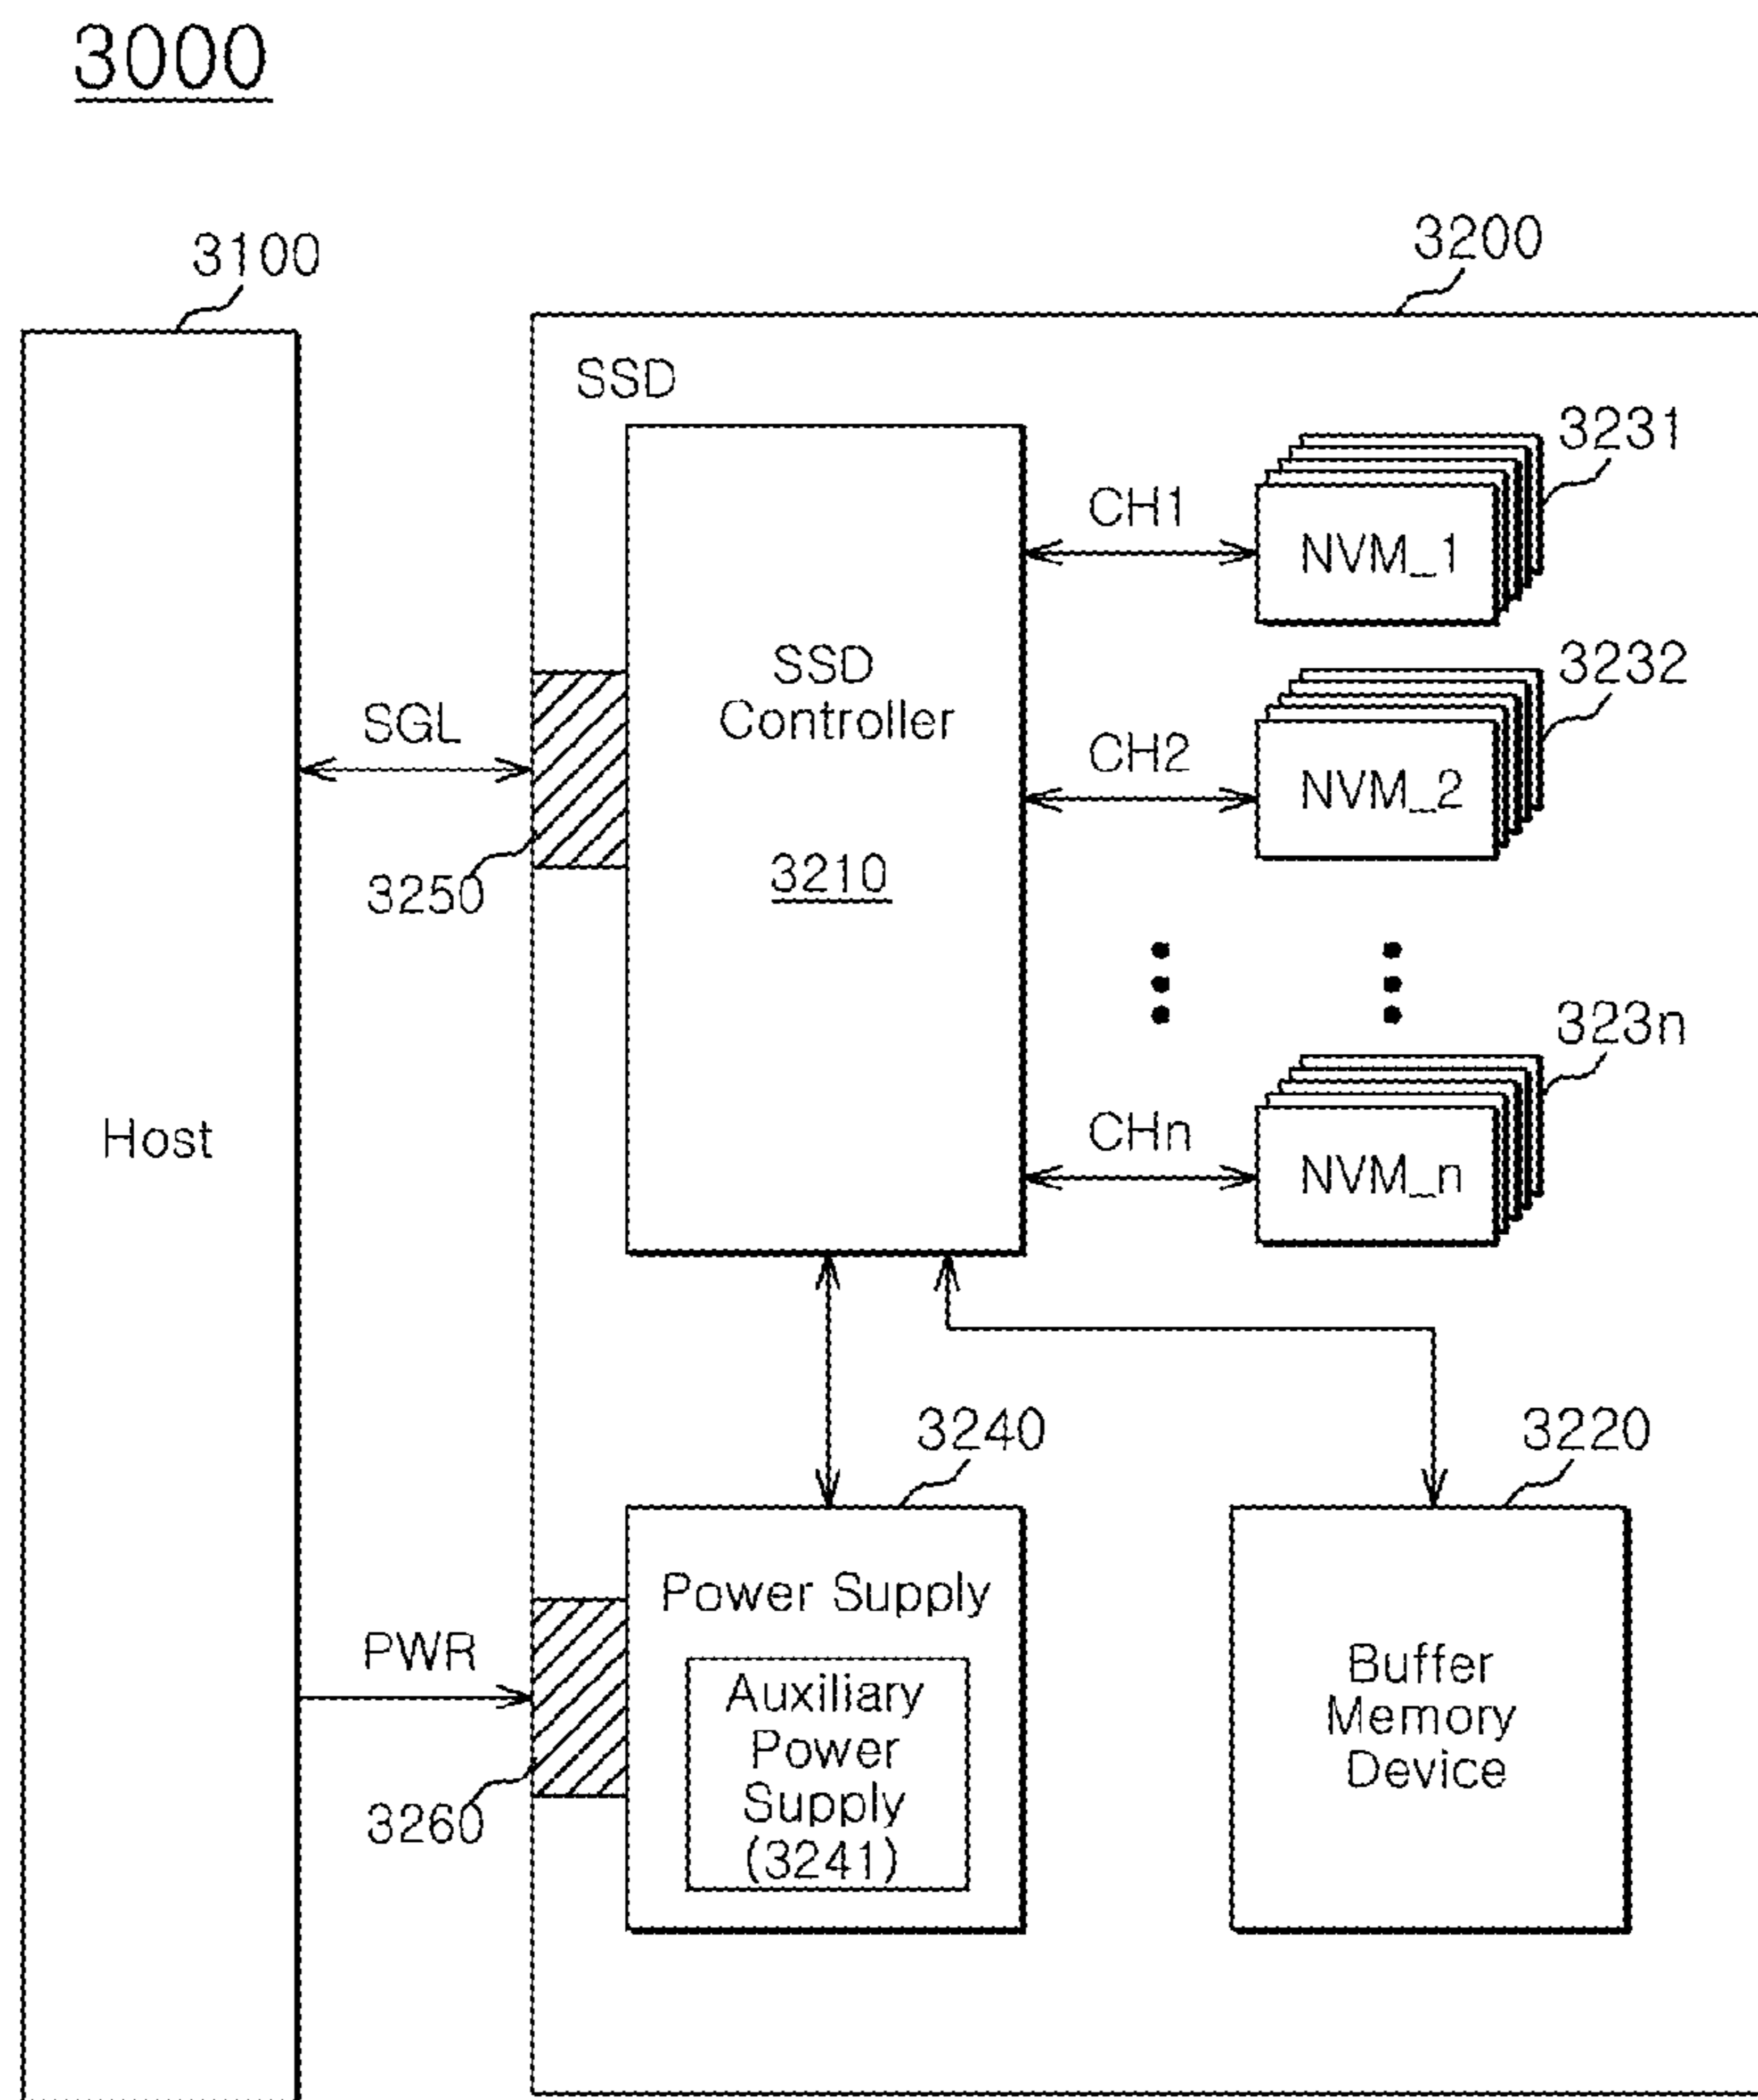 3000
3100
3200
SSD
3231
CH1
NVM_1
3232
SSD
Controller
SGL
CH2
NVM_2
3210
3250
323n
CHn
NVM_n
Host
3240
3220
Power Supply
PWR
Auxiliary
Power
Supply
(3241)
Buffer
Memory
Device
3260